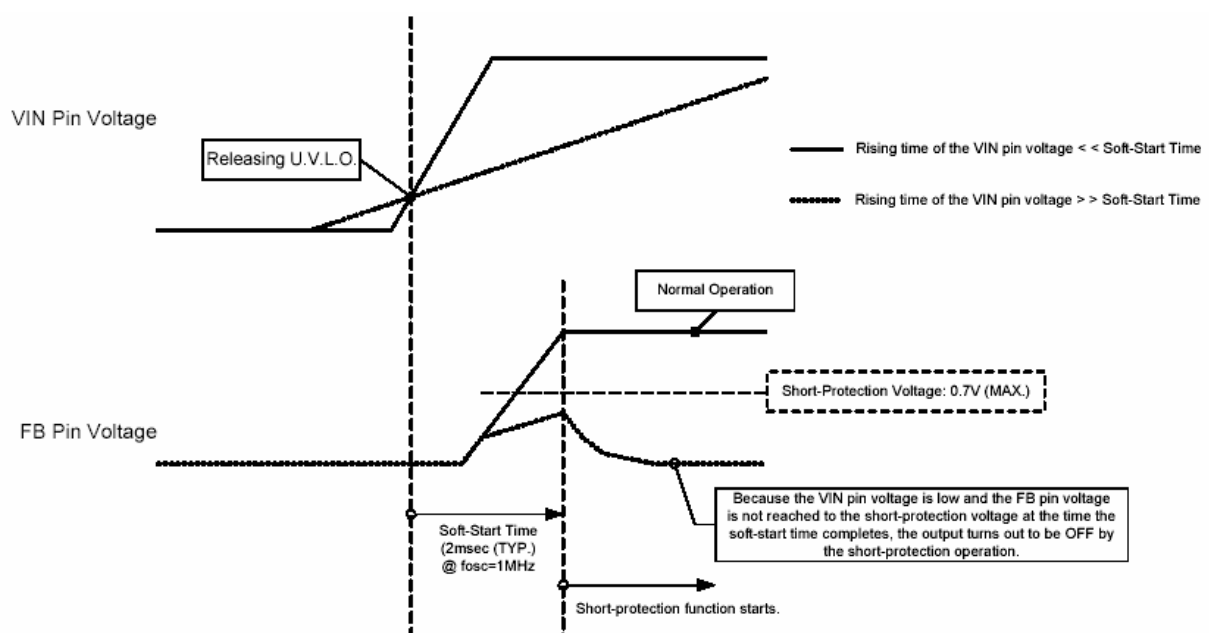 VIN Pin Voltage
Releasing U.V.L.O.
Rising time of the VIN pin voltage < < Soft-Start Time
Rising time of the VIN pin voltage > > Soft-Start Time
Normal Operation
Short-Protection Voltage: 0.7V (MAX.)
FB Pin Voltage
Because the VIN pin voltage is low and the FB pin voltage
is not reached to the short-protection voltage at the time the
soft-start time completes, the output turns out to be OFF by
the short-protection operation.
Soft-Start Time
(2msec (TYP.)
@ fosc=1MHz
Short-protection function starts.